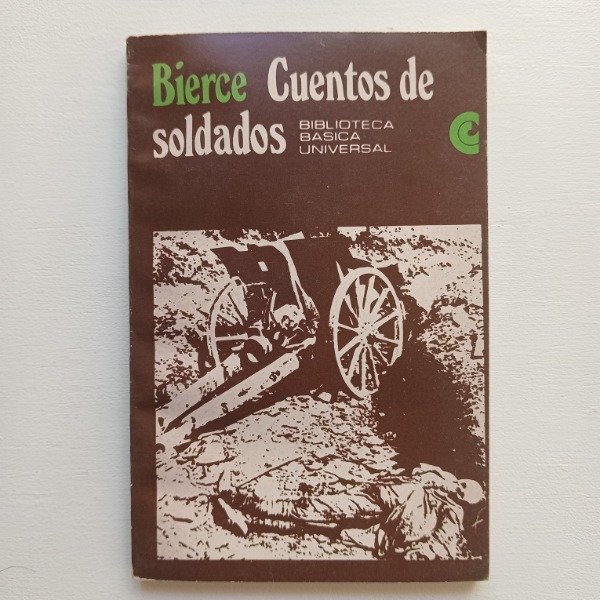 Bierce Cuentos de
soldados
BIBLIOTECA
BASICA
UNIVERSAL